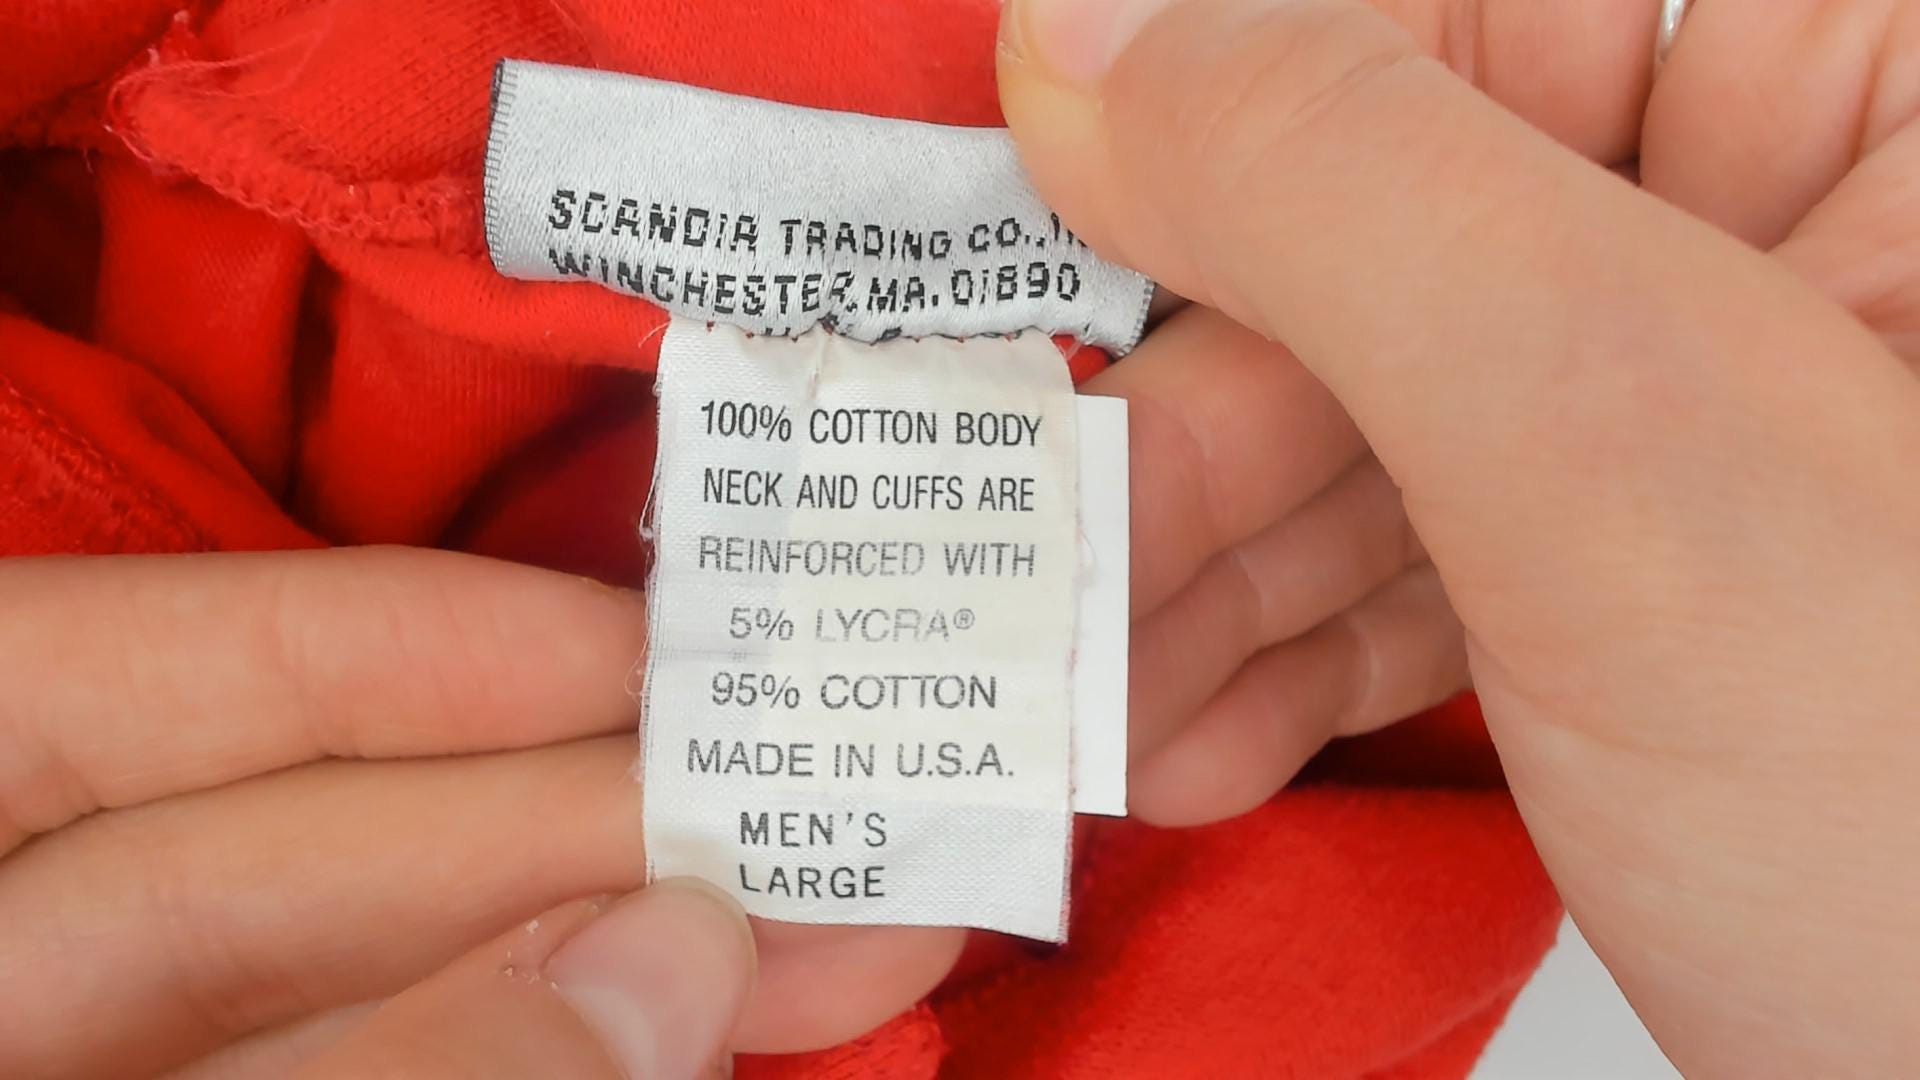 SCANDIA TRADING CO.,
WINCHESTER, MA. 01890
100% COTTON BODY
NECK AND CUFFS ARE
REINFORCED WITH
5% LYCRA®
95% COTTON
MADE IN U.S.A.
MEN'S
LARGE